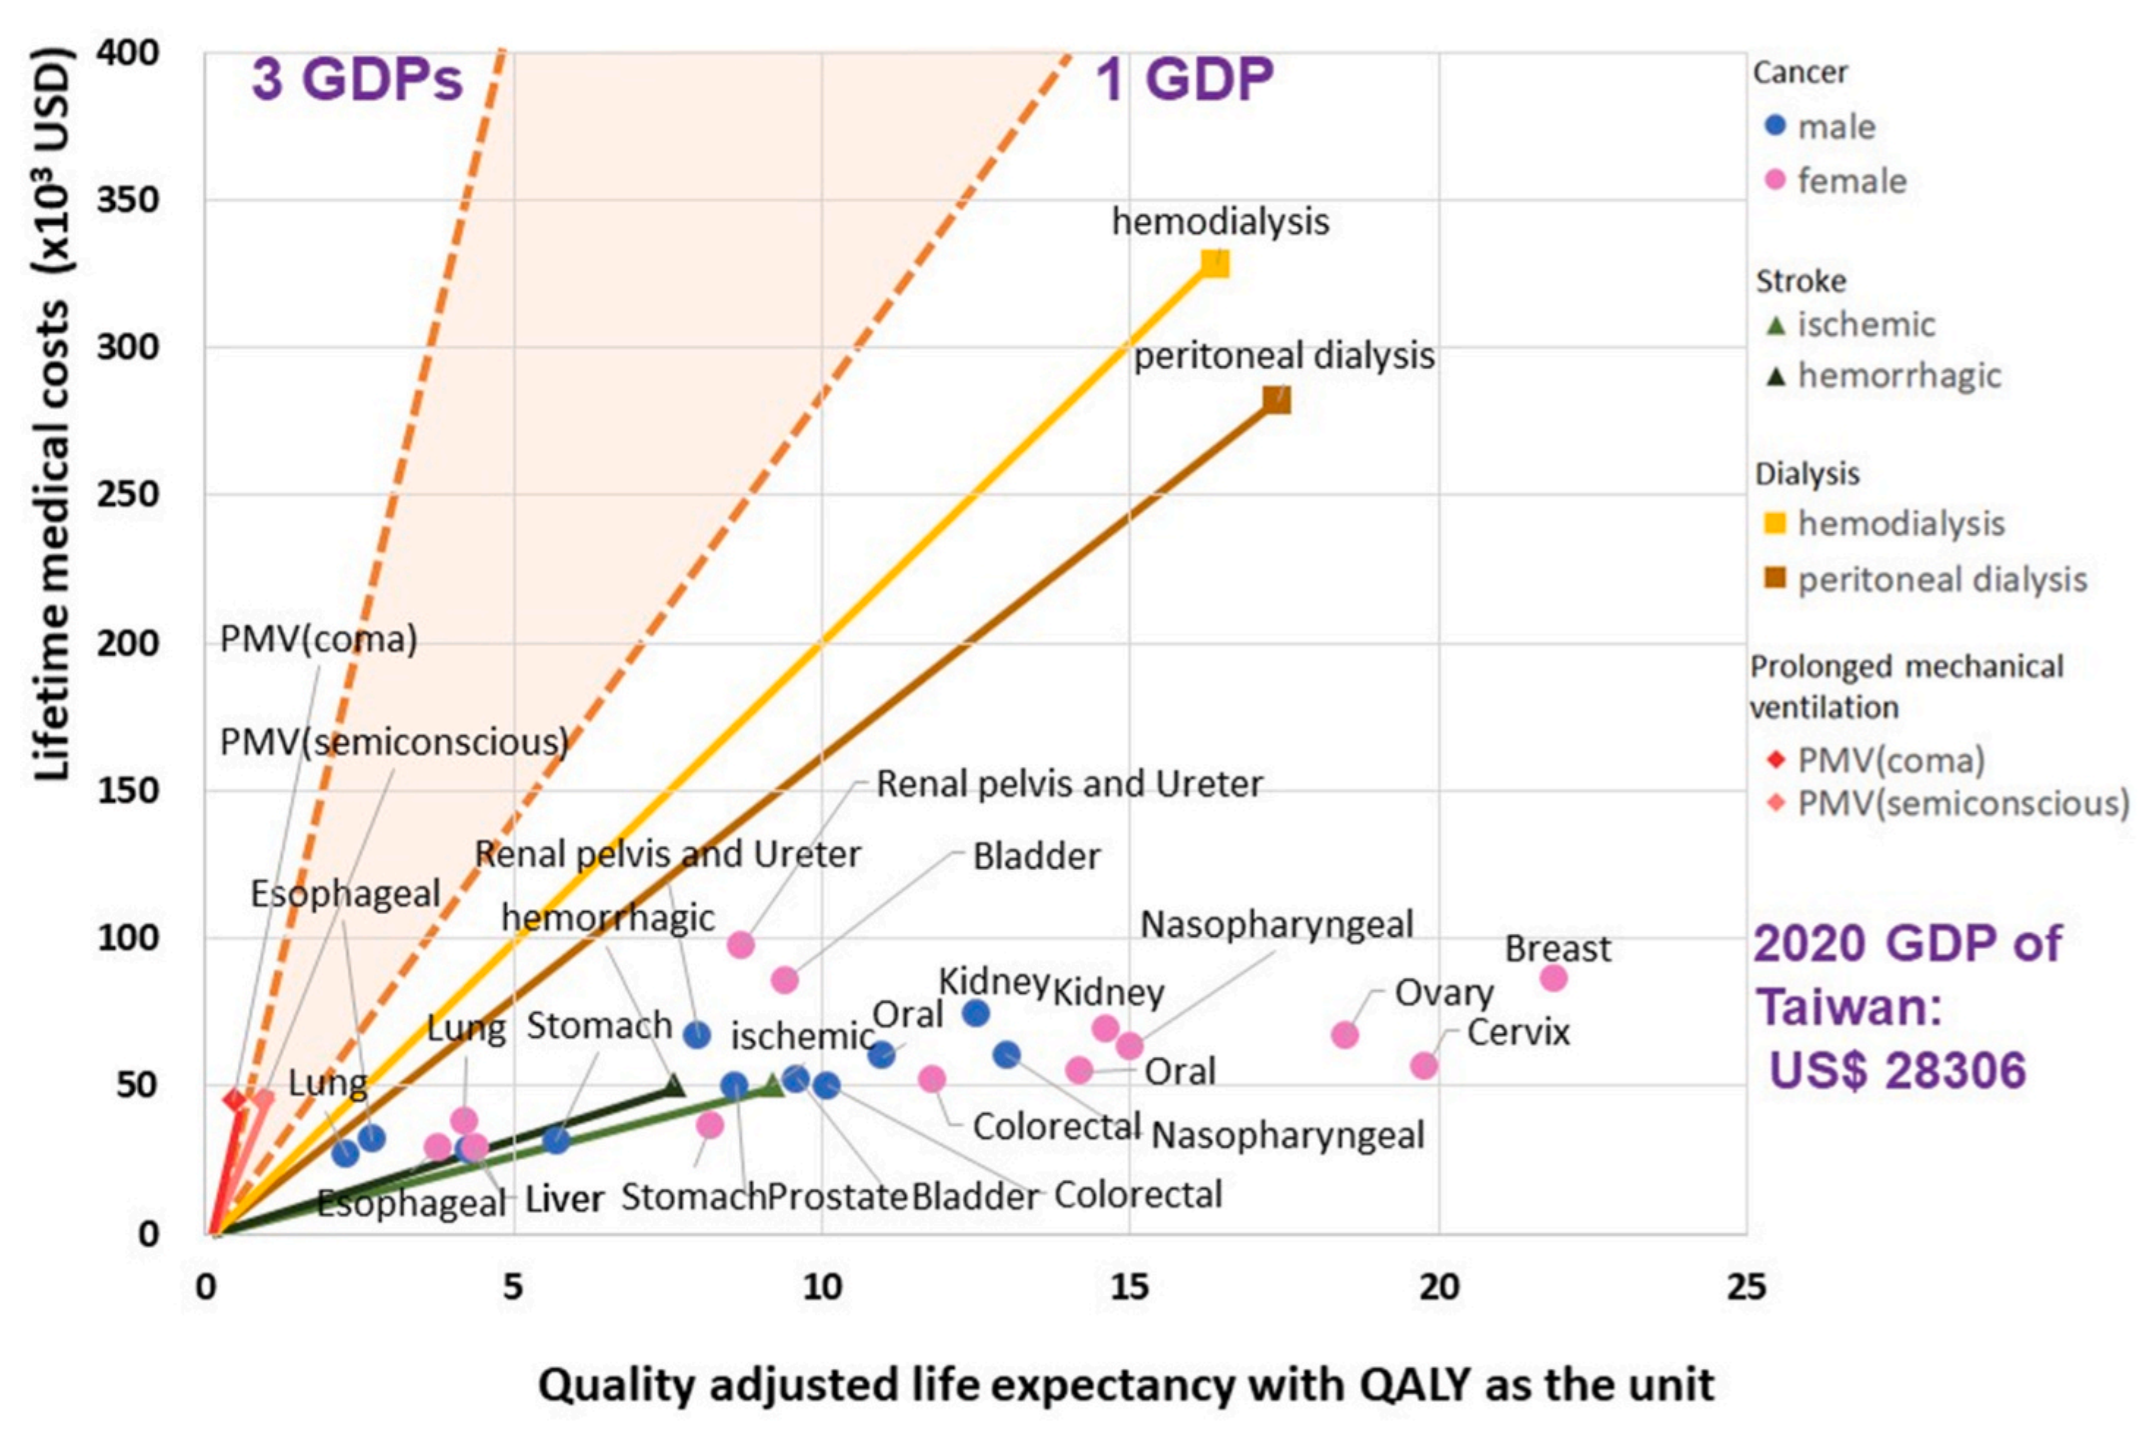 Lifetime medical costs (x10³ USD)
400
350
300
250
200
150
100
50
0
0
5
10
15
20
25
Quality adjusted life expectancy with QALY as the unit
3 GDPs
1 GDP
hemodialysis
peritoneal dialysis
PMV(coma)
PMV(semiconscious)
Renal pelvis and Ureter
Renal pelvis and Ureter
Bladder
Esophageal
hemorrhagic
Nasopharyngeal
Breast
Kidney
Kidney
Ovary
Oral
Lung
Stomach
ischemic
Cervix
Lung
Oral
Colorectal
Nasopharyngeal
Esophageal
Liver
Stomach
Prostate
Bladder
Colorectal
Cancer
male
female
Stroke
ischemic
hemorrhagic
Dialysis
hemodialysis
peritoneal dialysis
Prolonged mechanical
ventilation
PMV(coma)
PMV(semiconscious)
2020 GDP of
Taiwan:
US$ 28306